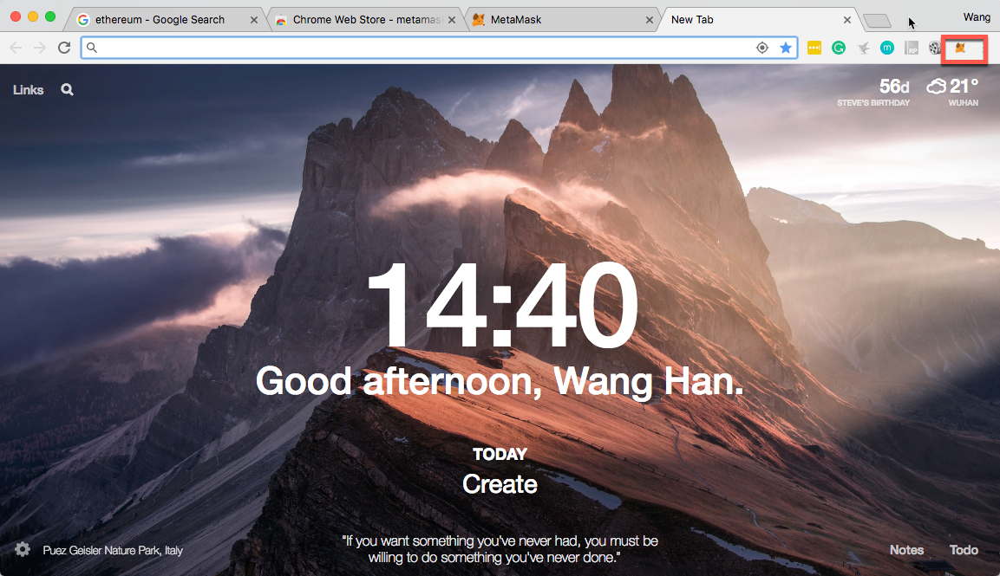 ethereum - Google Search
Chrome Web Store - metamas
MetaMask
New Tab
Wang
G
m
RP
Links
56d
STEVE'S BIRTHDAY
21°
WUHAN
14:40
Good afternoon, Wang Han.
TODAY
Create
“If you want something you've never had, you must be
willing to do something you've never done.”
Puez Geisler Nature Park, Italy
Notes
Todo